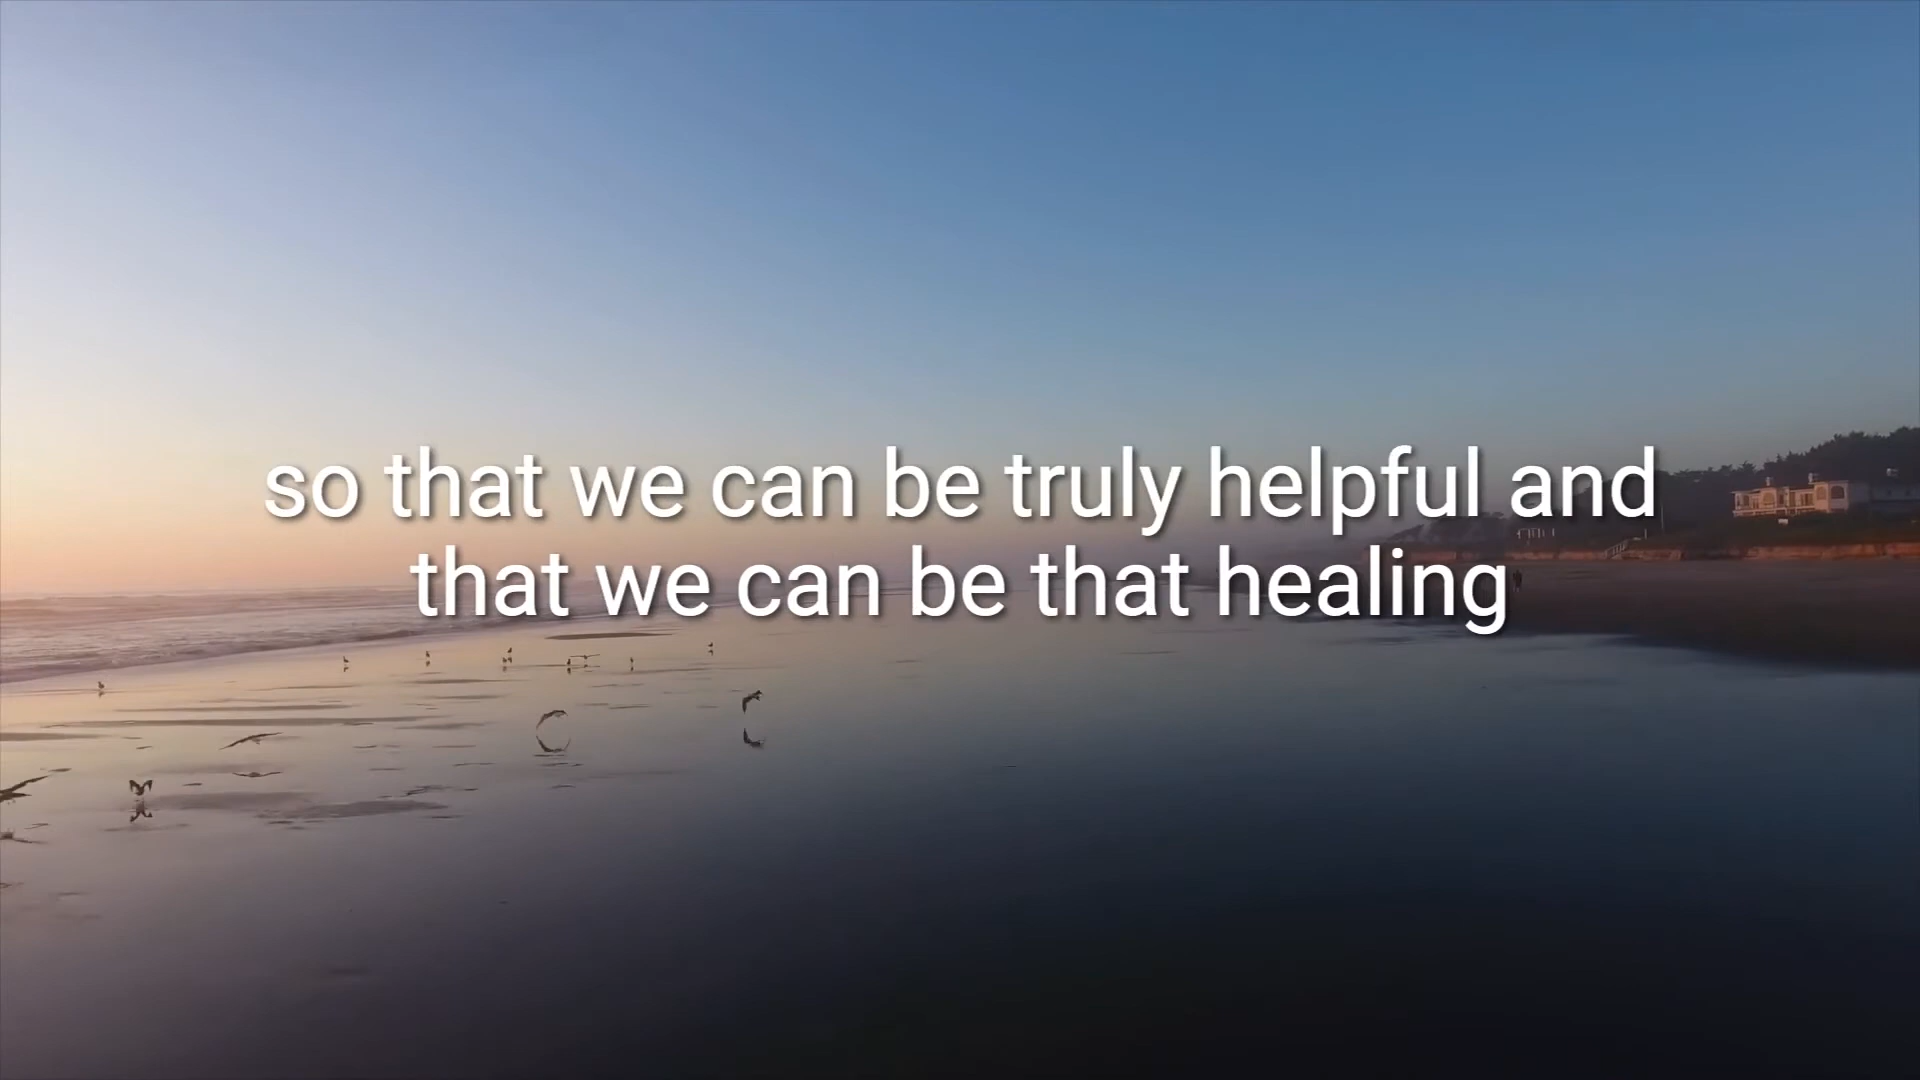 so that we can be truly helpful and
that we can be that healing